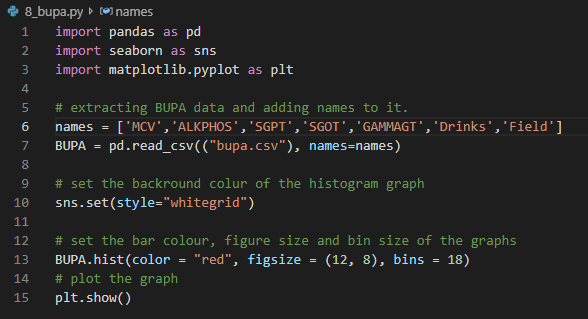 8_bupa.py > names
1 import pandas as pd
2 import seaborn as sns
3 import matplotlib.pyplot as plt
4
5 # extracting BUPA data and adding names to it.
6 names = ['MCV','ALKPHOS','SGPT','SGOT','GAMMAGT','Drinks','Field']
7 BUPA = pd.read_csv(("bupa.csv"), names=names)
8
9 # set the backround colur of the histogram graph
10 sns.set(style="whitegrid")
11
12 # set the bar colour, figure size and bin size of the graphs
13 BUPA.hist(color = "red", figsize = (12, 8), bins = 18)
14 # plot the graph
15 plt.show()